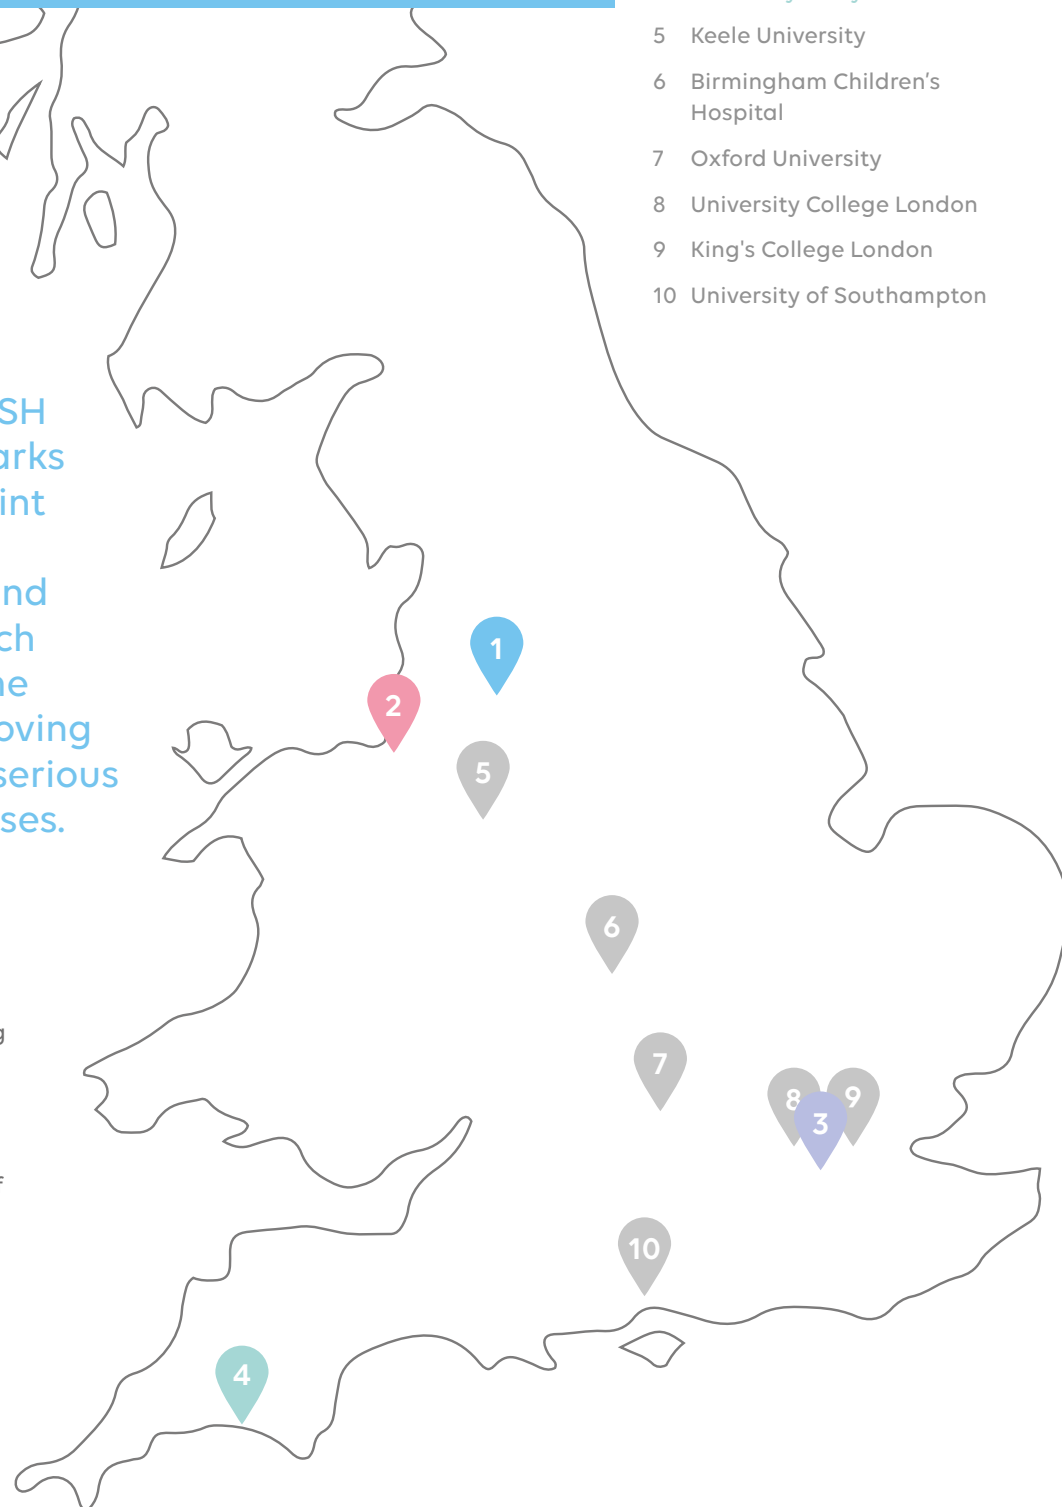 5 Keele University
6 Birmingham Children's
Hospital
7 Oxford University
8 University College London
9 King's College London
10 University of Southampton
SH
arks
int
nd
ch
oving
serious
ses.
g
1
2
5
6
7
8
9
3
10
4